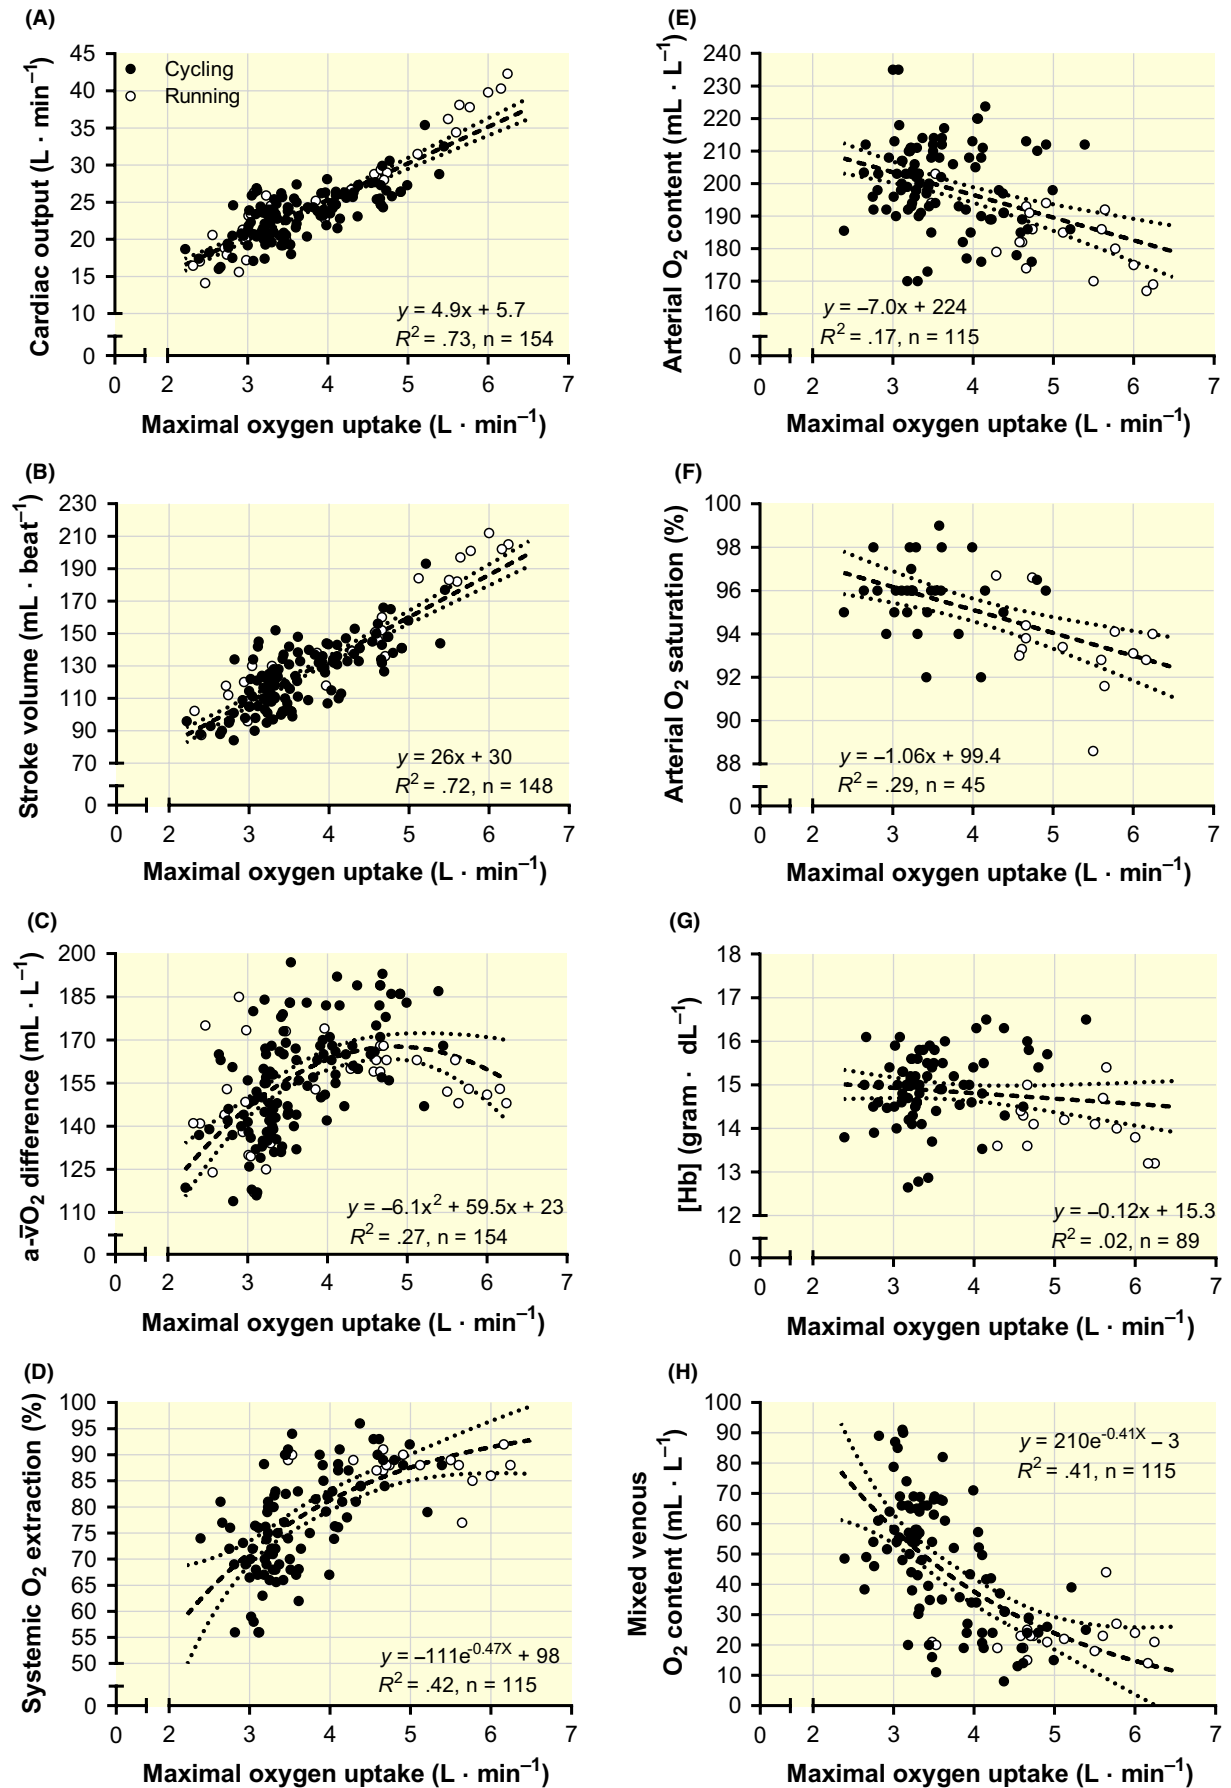 (A)
Cardiac output (L · min⁻¹)
45
40
35
30
25
20
15
10
0
Cycling
Running
y = 4.9x + 5.7
R² = .73, n = 154
0 2 3 4 5 6 7
Maximal oxygen uptake (L · min⁻¹)
(B)
Stroke volume (mL · beat⁻¹)
230
210
190
170
150
130
110
90
70
0
y = 26x + 30
R² = .72, n = 148
0 2 3 4 5 6 7
Maximal oxygen uptake (L · min⁻¹)
(C)
a-v̄O₂ difference (mL · L⁻¹)
200
185
170
155
140
125
110
0
y = –6.1x² + 59.5x + 23
R² = .27, n = 154
0 2 3 4 5 6 7
Maximal oxygen uptake (L · min⁻¹)
(D)
Systemic O₂ extraction (%)
100
95
90
85
80
75
70
65
60
55
50
0
y = –111e^-0.47X + 98
R² = .42, n = 115
0 2 3 4 5 6 7
Maximal oxygen uptake (L · min⁻¹)
(E)
Arterial O₂ content (mL · L⁻¹)
240
230
220
210
200
190
180
170
160
0
y = –7.0x + 224
R² = .17, n = 115
0 2 3 4 5 6 7
Maximal oxygen uptake (L · min⁻¹)
(F)
Arterial O₂ saturation (%)
100
98
96
94
92
90
88
0
y = –1.06x + 99.4
R² = .29, n = 45
0 2 3 4 5 6 7
Maximal oxygen uptake (L · min⁻¹)
(G)
[Hb] (gram · dL⁻¹)
18
17
16
15
14
13
12
0
y = –0.12x + 15.3
R² = .02, n = 89
0 2 3 4 5 6 7
Maximal oxygen uptake (L · min⁻¹)
(H)
Mixed venous
O₂ content (mL · L⁻¹)
100
90
80
70
60
50
40
30
20
10
0
y = 210e^-0.41X – 3
R² = .41, n = 115
0 2 3 4 5 6 7
Maximal oxygen uptake (L · min⁻¹)